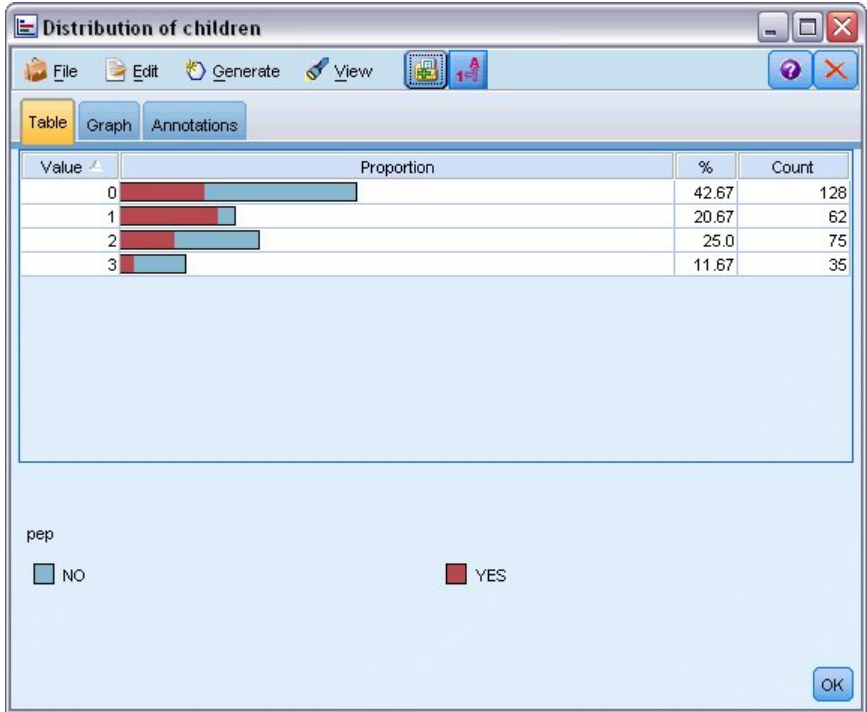 Distribution of children
File Edit Generate View
Table Graph Annotations
Value Proportion % Count
0 42.67 128
1 20.67 62
2 25.0 75
3 11.67 35
pep
NO YES
OK